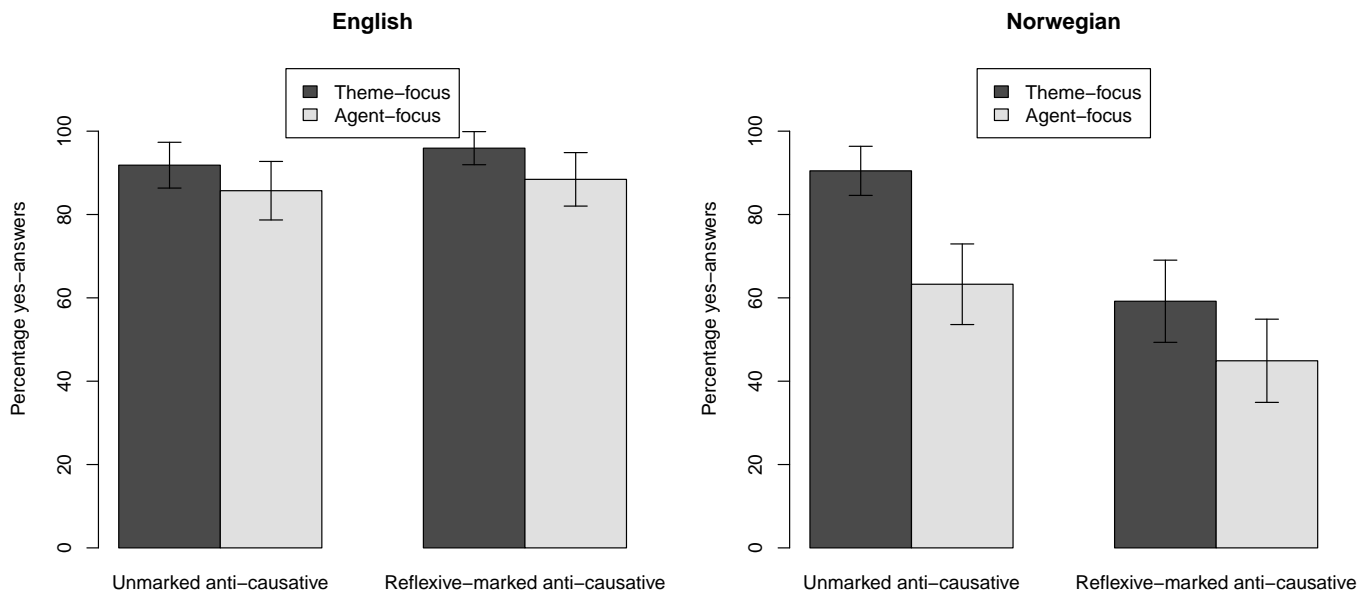 English
Theme−focus
Agent−focus
Percentage yes−answers
0
20
40
60
80
100
Unmarked anti−causative
Reflexive−marked anti−causative
Norwegian
Theme−focus
Agent−focus
Percentage yes−answers
0
20
40
60
80
100
Unmarked anti−causative
Reflexive−marked anti−causative